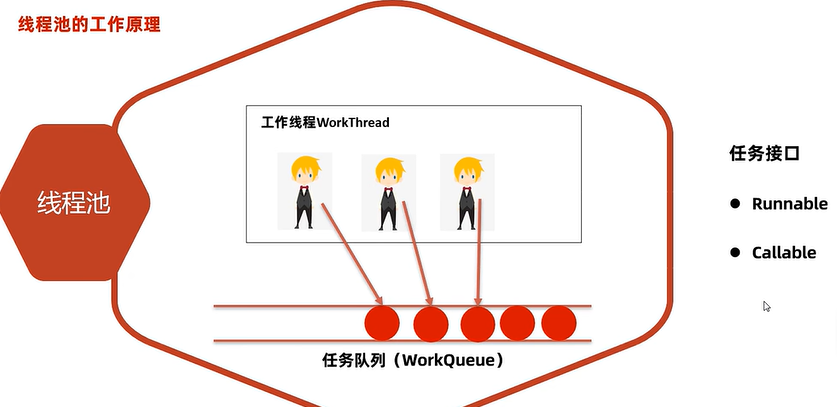 线程池的工作原理
工作线程WorkThread
线程池
任务接口
● Runnable
● Callable
任务队列（WorkQueue）